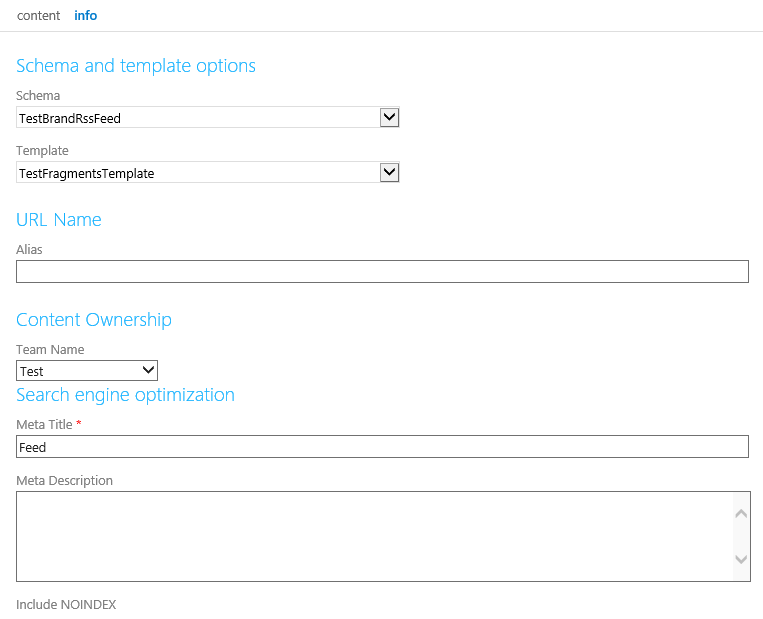 content info
Schema and template options
Schema
TestBrandRssFeed
Template
TestFragmentsTemplate
URL Name
Alias
Content Ownership
Team Name
Test
Search engine optimization
Meta Title *
Feed
Meta Description
Include NOINDEX